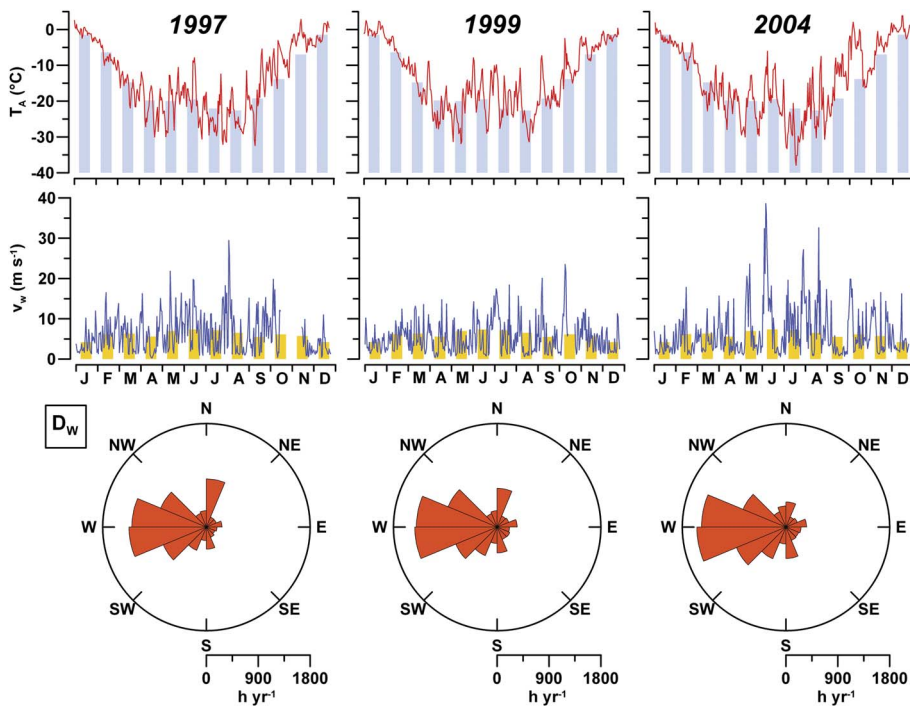 1997 1999 2004
T_A (°C)
0
-10
-20
-30
-40
v_w (m s⁻¹)
40
30
20
10
0
J F M A M J J A S O N D J F M A M J J A S O N D J F M A M J J A S O N D
D_W
N N N
NW NE NW NE NW NE
W E W E W E
SW SE SW SE SW SE
S S S
0 900 1800 0 900 1800 0 900 1800
h yr⁻¹ h yr⁻¹ h yr⁻¹